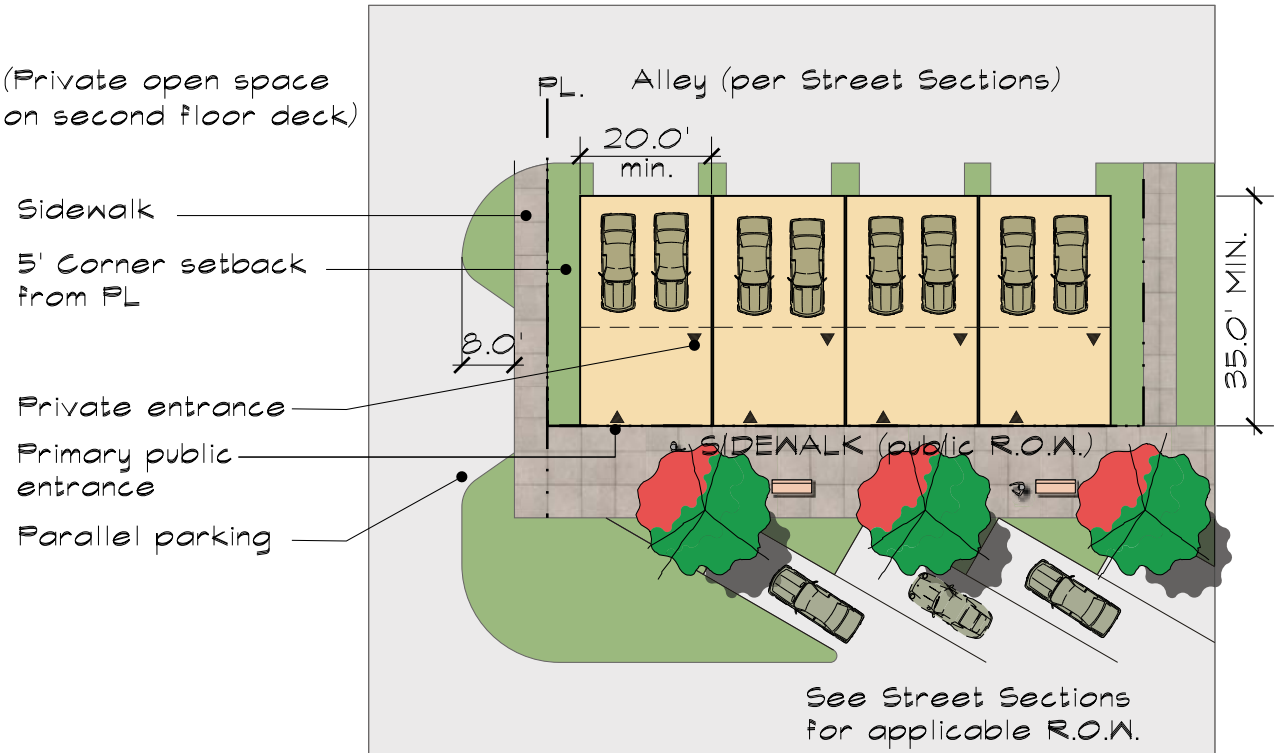 (Private open space
on second floor deck)
PL.
Alley (per Street Sections)
20.0'
min.
Sidewalk
5' Corner setback
from PL
8.0'
35.0' MIN.
Private entrance
Primary public
entrance
SIDEWALK (public R.O.W.)
Parallel parking
See Street Sections
for applicable R.O.W.